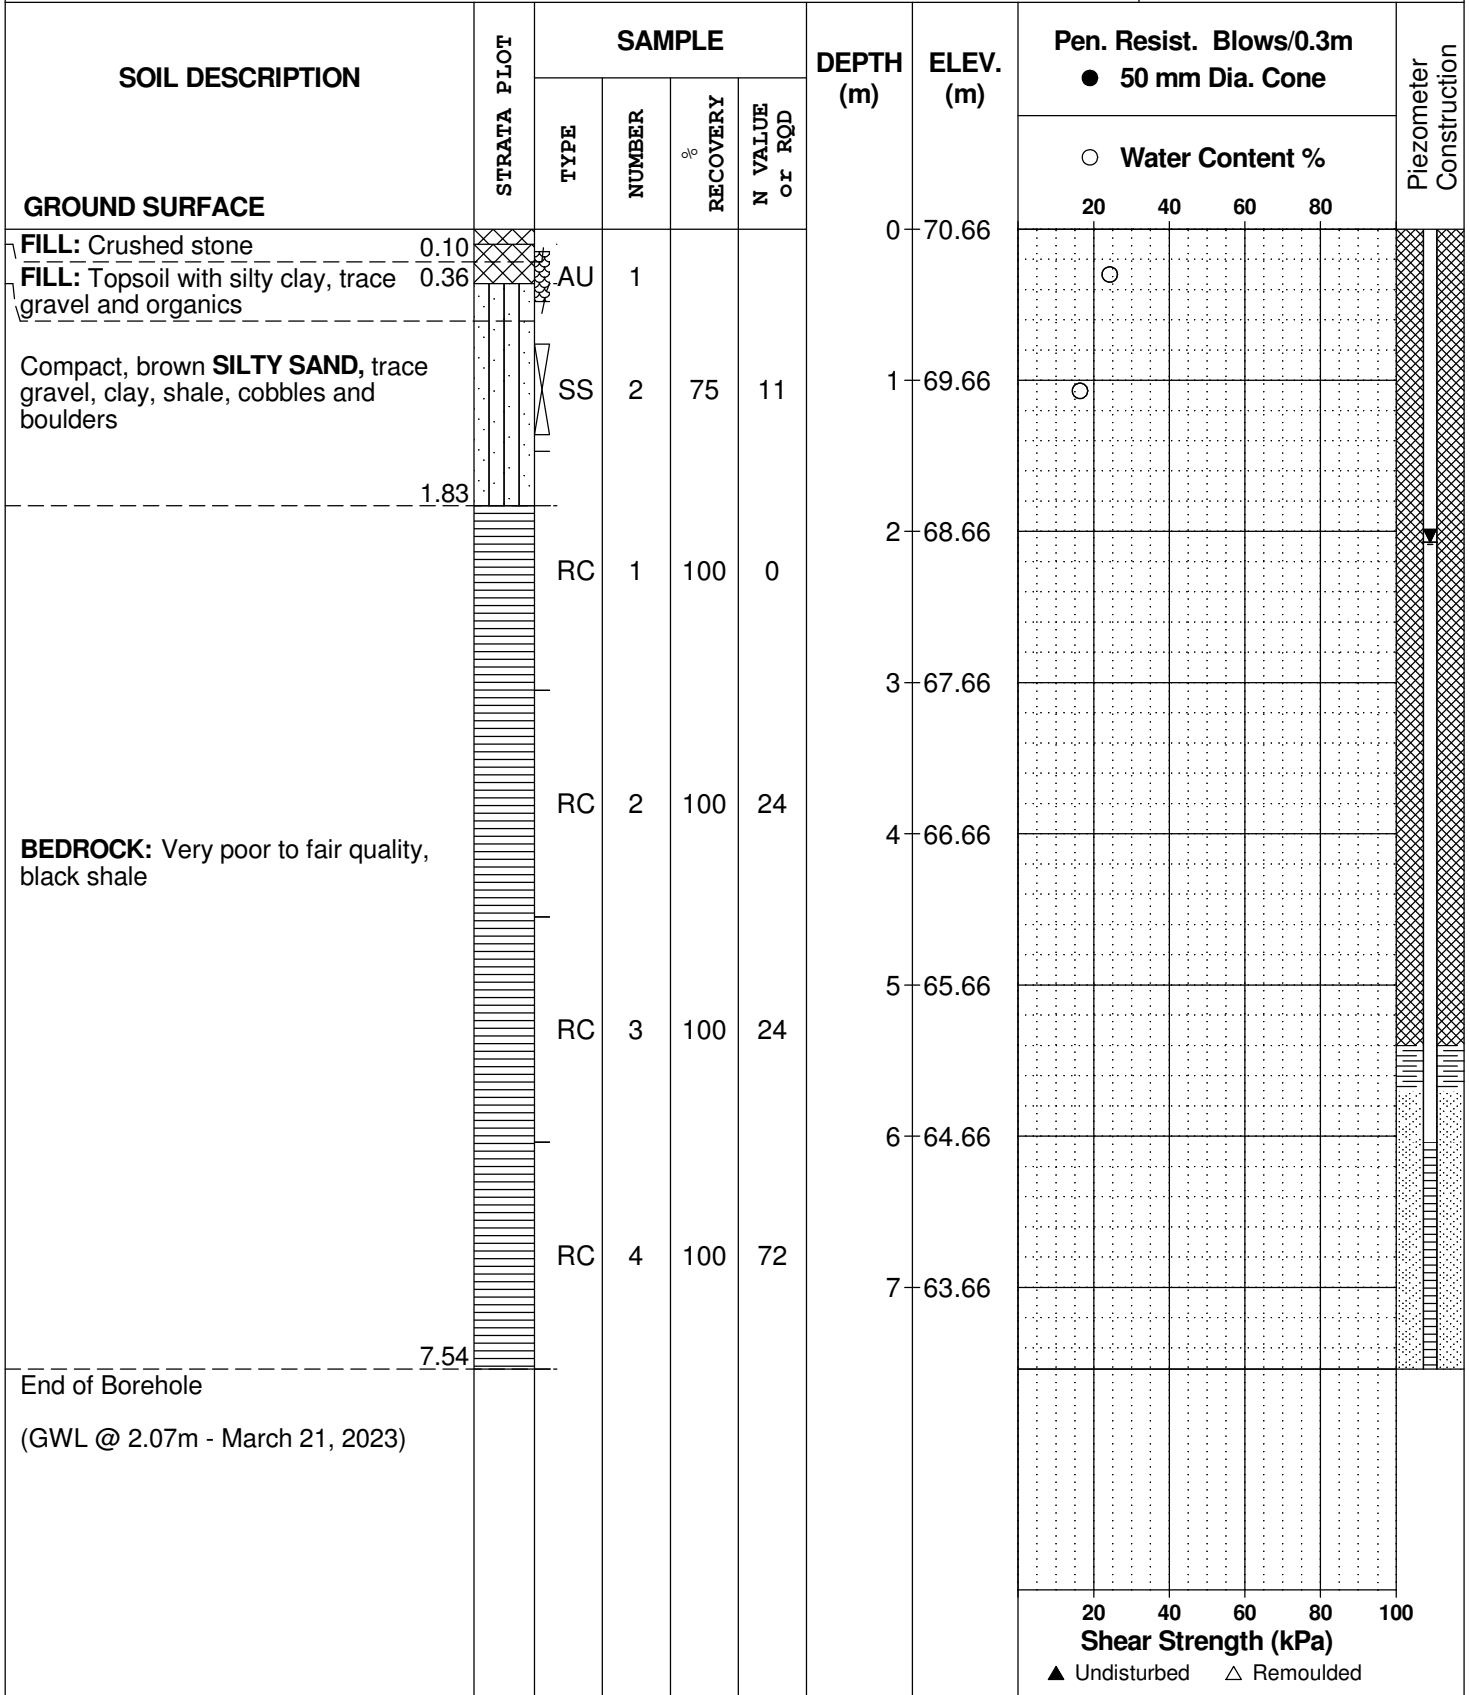 SOIL DESCRIPTION
GROUND SURFACE
STRATA PLOT
SAMPLE
TYPE
NUMBER
% RECOVERY
N VALUE or RQD
DEPTH (m)
ELEV. (m)
Pen. Resist. Blows/0.3m
● 50 mm Dia. Cone
○ Water Content %
20 40 60 80
Piezometer Construction
0 70.66
FILL: Crushed stone 0.10
FILL: Topsoil with silty clay, trace 0.36
gravel and organics
AU 1
Compact, brown SILTY SAND, trace
gravel, clay, shale, cobbles and
boulders
SS 2 75 11
1 69.66
1.83
2 68.66
RC 1 100 0
3 67.66
RC 2 100 24
4 66.66
BEDROCK: Very poor to fair quality,
black shale
5 65.66
RC 3 100 24
6 64.66
RC 4 100 72
7 63.66
7.54
End of Borehole
(GWL @ 2.07m - March 21, 2023)
20 40 60 80 100
Shear Strength (kPa)
▲ Undisturbed △ Remoulded